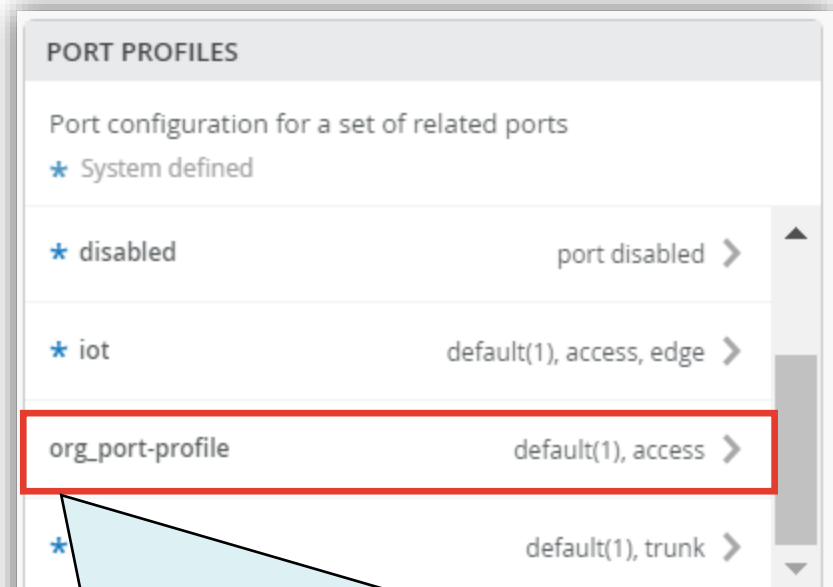 PORT PROFILES
Port configuration for a set of related ports
* System defined
* disabled port disabled
* iot default(1), access, edge
org_port-profile default(1), access
* default(1), trunk